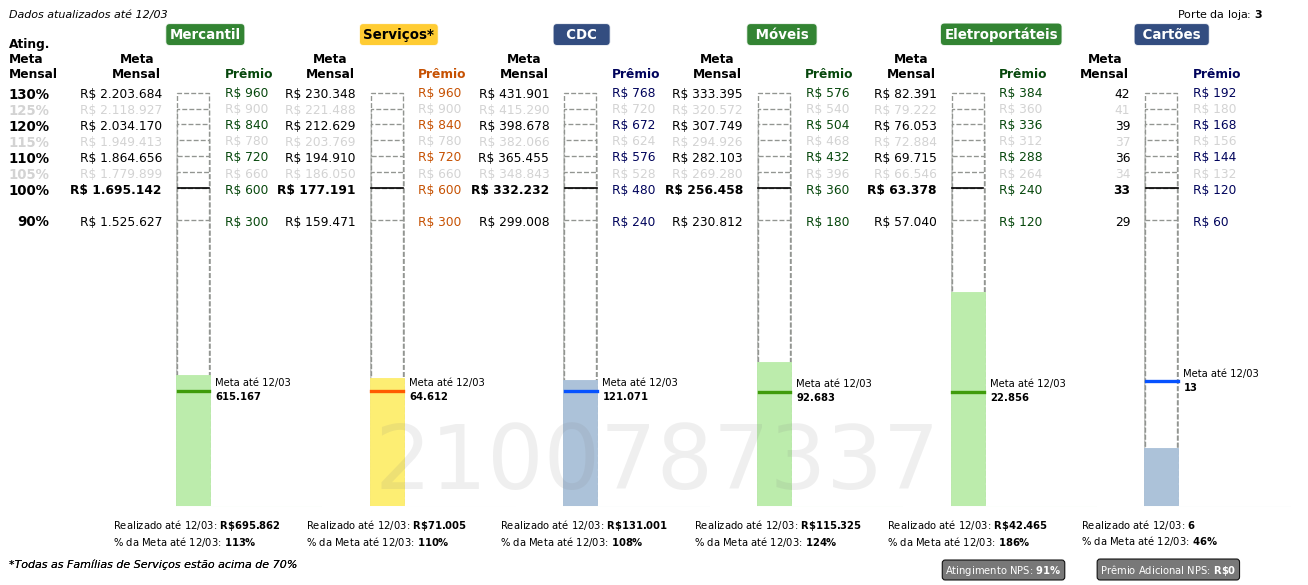 Dados atualizados até 12/03 Porte da loja: 3
Mercantil Serviços* CDC Móveis Eletroportáteis Cartões
Ating. Meta Mensal Meta Mensal Prêmio Meta Mensal Prêmio Meta Mensal Prêmio Meta Mensal Prêmio Meta Mensal Prêmio Meta Mensal Prêmio
130% R$ 2.203.684 R$ 960 R$ 230.348 R$ 960 R$ 431.901 R$ 768 R$ 333.395 R$ 576 R$ 82.391 R$ 384 42 R$ 192
125% R$ 2.118.927 R$ 900 R$ 221.488 R$ 900 R$ 415.290 R$ 720 R$ 320.572 R$ 540 R$ 79.222 R$ 360 41 R$ 180
120% R$ 2.034.170 R$ 840 R$ 212.629 R$ 840 R$ 398.678 R$ 672 R$ 307.749 R$ 504 R$ 76.053 R$ 336 39 R$ 168
115% R$ 1.949.413 R$ 780 R$ 203.769 R$ 780 R$ 382.066 R$ 624 R$ 294.926 R$ 468 R$ 72.884 R$ 312 37 R$ 156
110% R$ 1.864.656 R$ 720 R$ 194.910 R$ 720 R$ 365.455 R$ 576 R$ 282.103 R$ 432 R$ 69.715 R$ 288 36 R$ 144
105% R$ 1.779.899 R$ 660 R$ 186.050 R$ 660 R$ 348.843 R$ 528 R$ 269.280 R$ 396 R$ 66.546 R$ 264 34 R$ 132
100% R$ 1.695.142 R$ 600 R$ 177.191 R$ 600 R$ 332.232 R$ 480 R$ 256.458 R$ 360 R$ 63.378 R$ 240 33 R$ 120
90% R$ 1.525.627 R$ 300 R$ 159.471 R$ 300 R$ 299.008 R$ 240 R$ 230.812 R$ 180 R$ 57.040 R$ 120 29 R$ 60
Meta até 12/03 Meta até 12/03 Meta até 12/03 Meta até 12/03 Meta até 12/03 Meta até 12/03
615.167 64.612 121.071 92.683 22.856 13
2100787337
Realizado até 12/03: R$695.862 Realizado até 12/03: R$71.005 Realizado até 12/03: R$131.001 Realizado até 12/03: R$115.325 Realizado até 12/03: R$42.465 Realizado até 12/03: 6
% da Meta até 12/03: 113% % da Meta até 12/03: 110% % da Meta até 12/03: 108% % da Meta até 12/03: 124% % da Meta até 12/03: 186% % da Meta até 12/03: 46%
*Todas as Famílias de Serviços estão acima de 70% Atingimento NPS: 91% Prêmio Adicional NPS: R$0